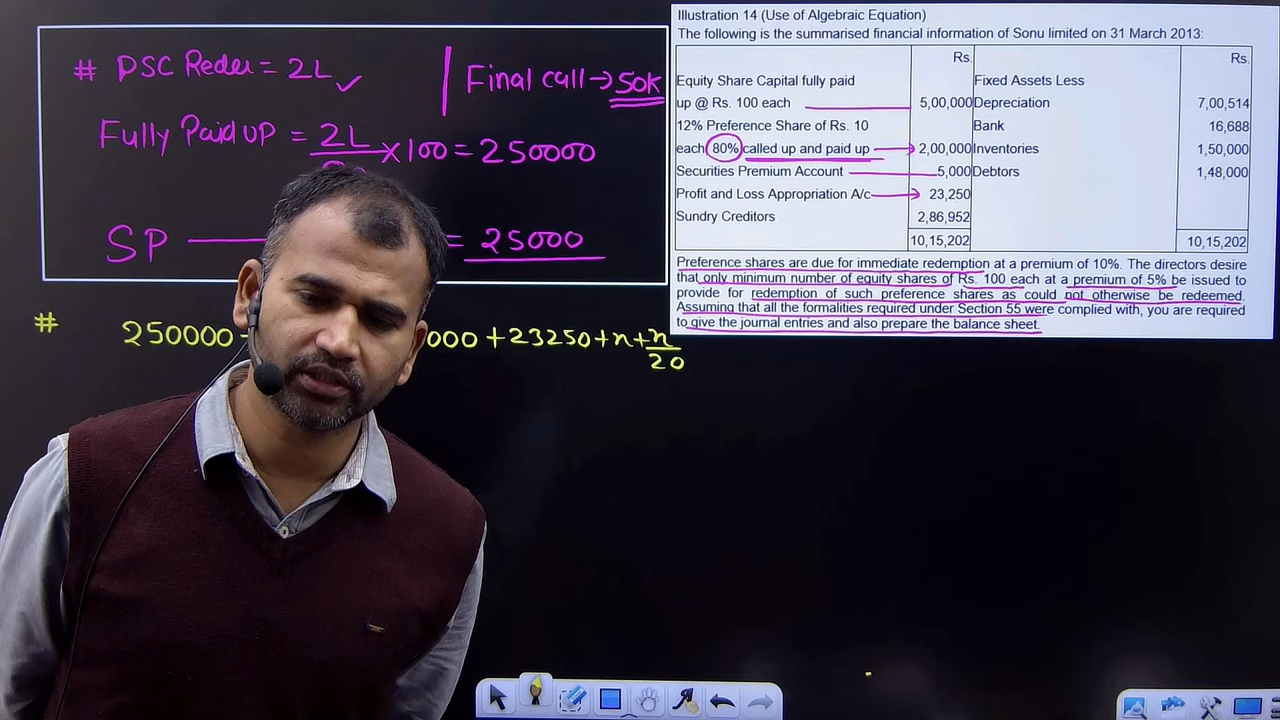 # PSC Redem = 2L ✓
Final call → 50K
Fully Paid up = 2L × 100 = 250000
SP = 25000
# 250000 000 + 23250 + x + x/20
Illustration 14 (Use of Algebraic Equation)
The following is the summarised financial information of Sonu limited on 31 March 2013:
Rs. Rs.
Equity Share Capital fully paid Fixed Assets Less
up @ Rs. 100 each 5,00,000 Depreciation 7,00,514
12% Preference Share of Rs. 10 Bank 16,688
each 80% called up and paid up 2,00,000 Inventories 1,50,000
Securities Premium Account 5,000 Debtors 1,48,000
Profit and Loss Appropriation A/c 23,250
Sundry Creditors 2,86,952
10,15,202 10,15,202
Preference shares are due for immediate redemption at a premium of 10%. The directors desire
that only minimum number of equity shares of Rs. 100 each at a premium of 5% be issued to
provide for redemption of such preference shares as could not otherwise be redeemed.
Assuming that all the formalities required under Section 55 were complied with, you are required
to give the journal entries and also prepare the balance sheet.